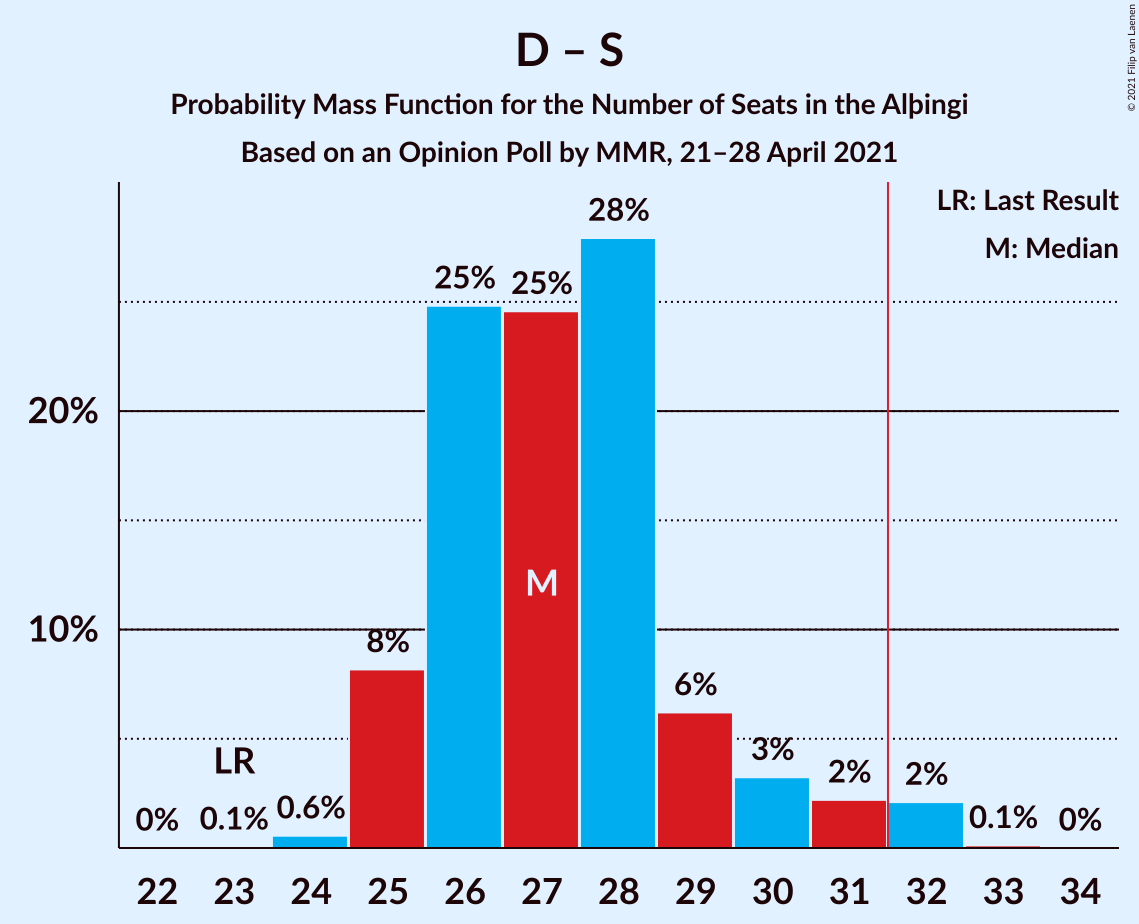 D – S
Probability Mass Function for the Number of Seats in the Alþingi
Based on an Opinion Poll by MMR, 21–28 April 2021
© 2021 Filip van Laenen
LR: Last Result
M: Median
20%
10%
0%
0.1%
0.6%
8%
25%
25%
28%
6%
3%
2%
2%
0.1%
0%
LR
M
22 23 24 25 26 27 28 29 30 31 32 33 34